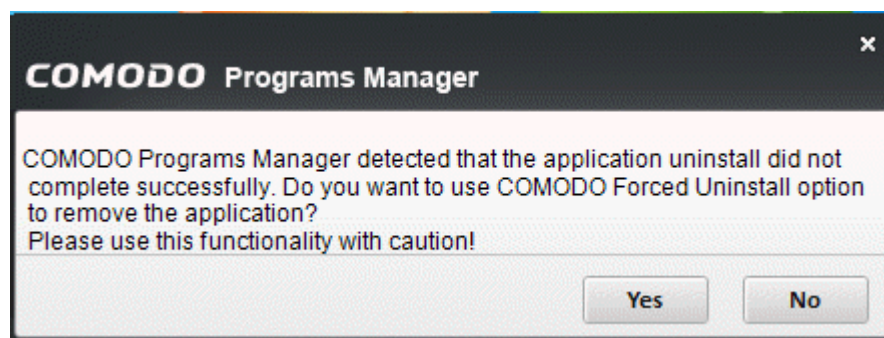 COMODO Programs Manager
COMODO Programs Manager detected that the application uninstall did not
complete successfully. Do you want to use COMODO Forced Uninstall option
to remove the application?
Please use this functionality with caution!
Yes No